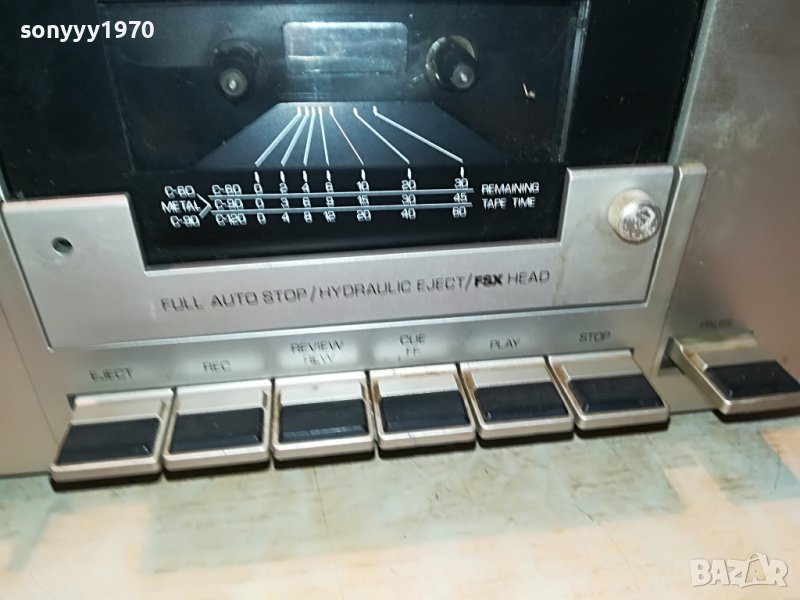 sonyyy1970
C-60 C-60 0 2 4 6 10 20 30 REMAINING
METAL C-90 0 3 6 9 15 30 45 TAPE TIME
C-90 C-120 0 4 8 12 20 40 60
FULL AUTO STOP/HYDRAULIC EJECT/FSX HEAD
EJECT REC REVIEW REW CUE FF PLAY STOP PAUSE
BAZAR